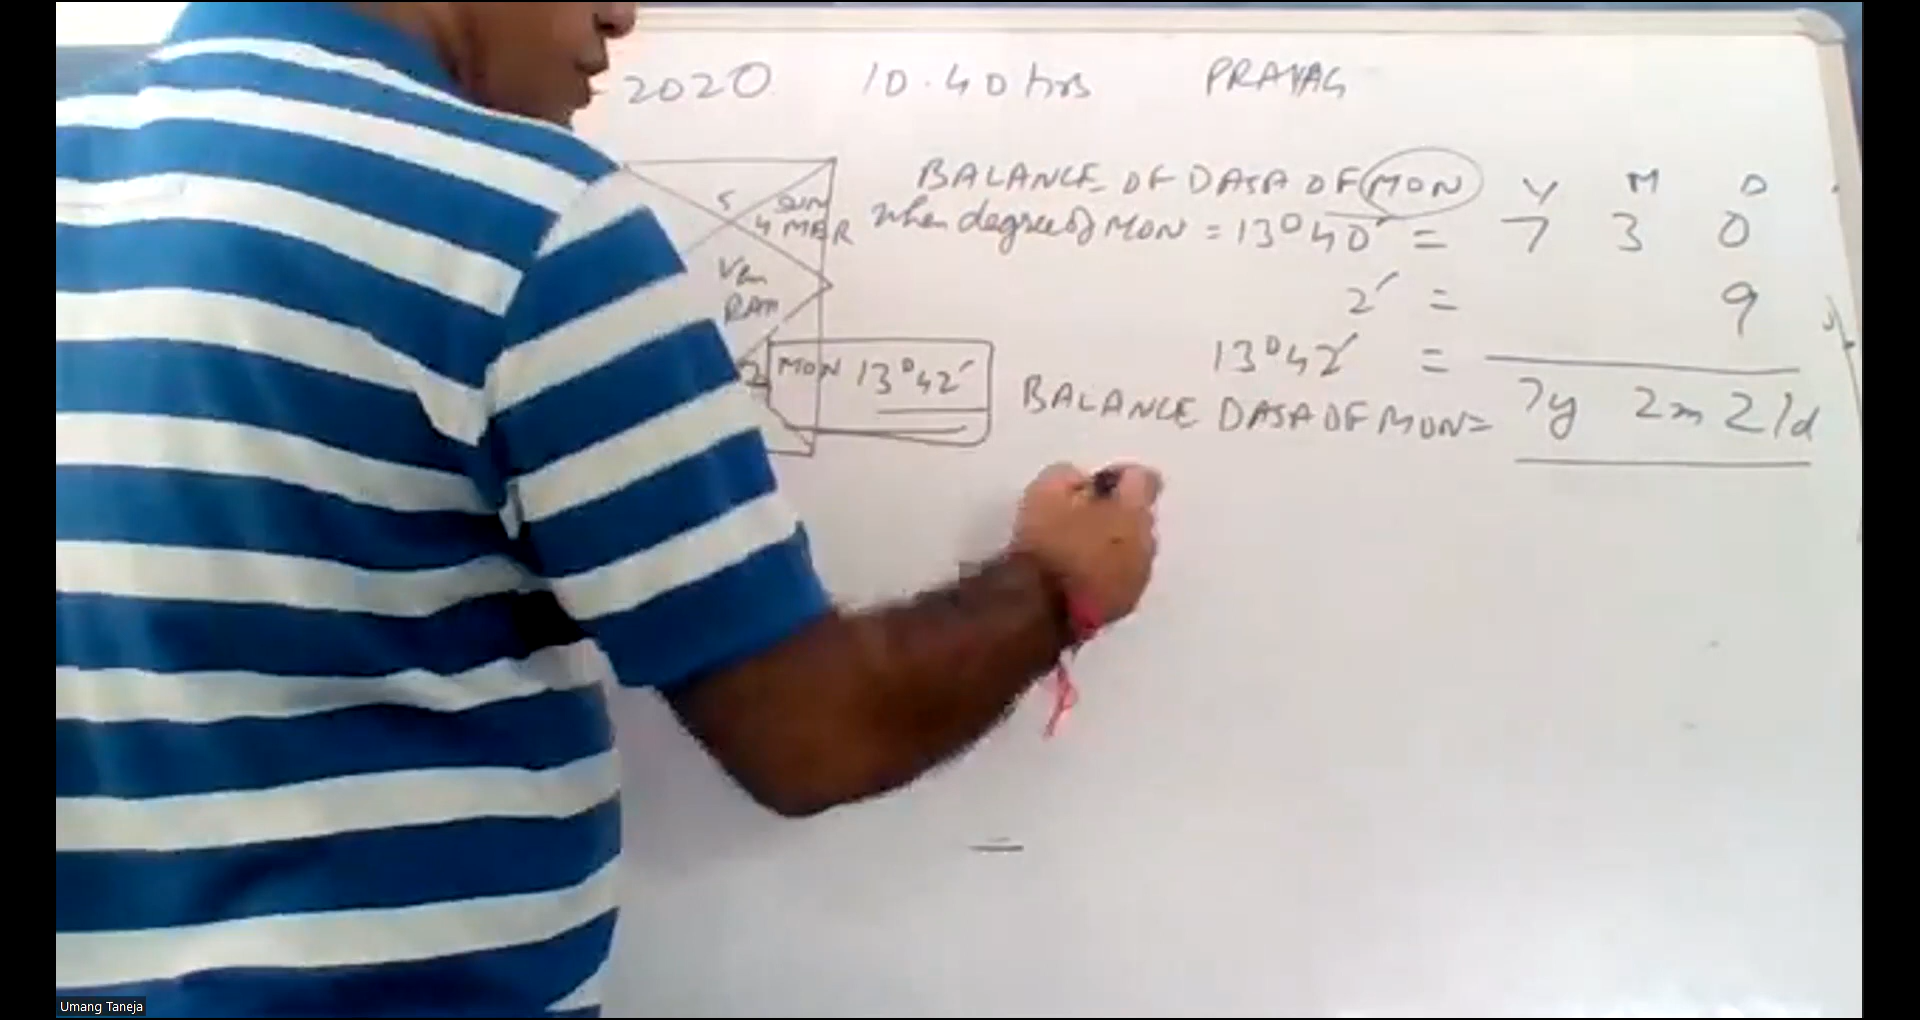 2020 10.40 hrs PRAYAG
BALANCE OF DASA OF MON Y M D
when degree of MON = 13°40′ = 7 3 0
2′ = 9
13°42′ =
BALANCE DASA OF MON = 7y 2m 21d
5 SUN
4 MER
Ven
RAH
2 MON 13°42′
Umang Taneja